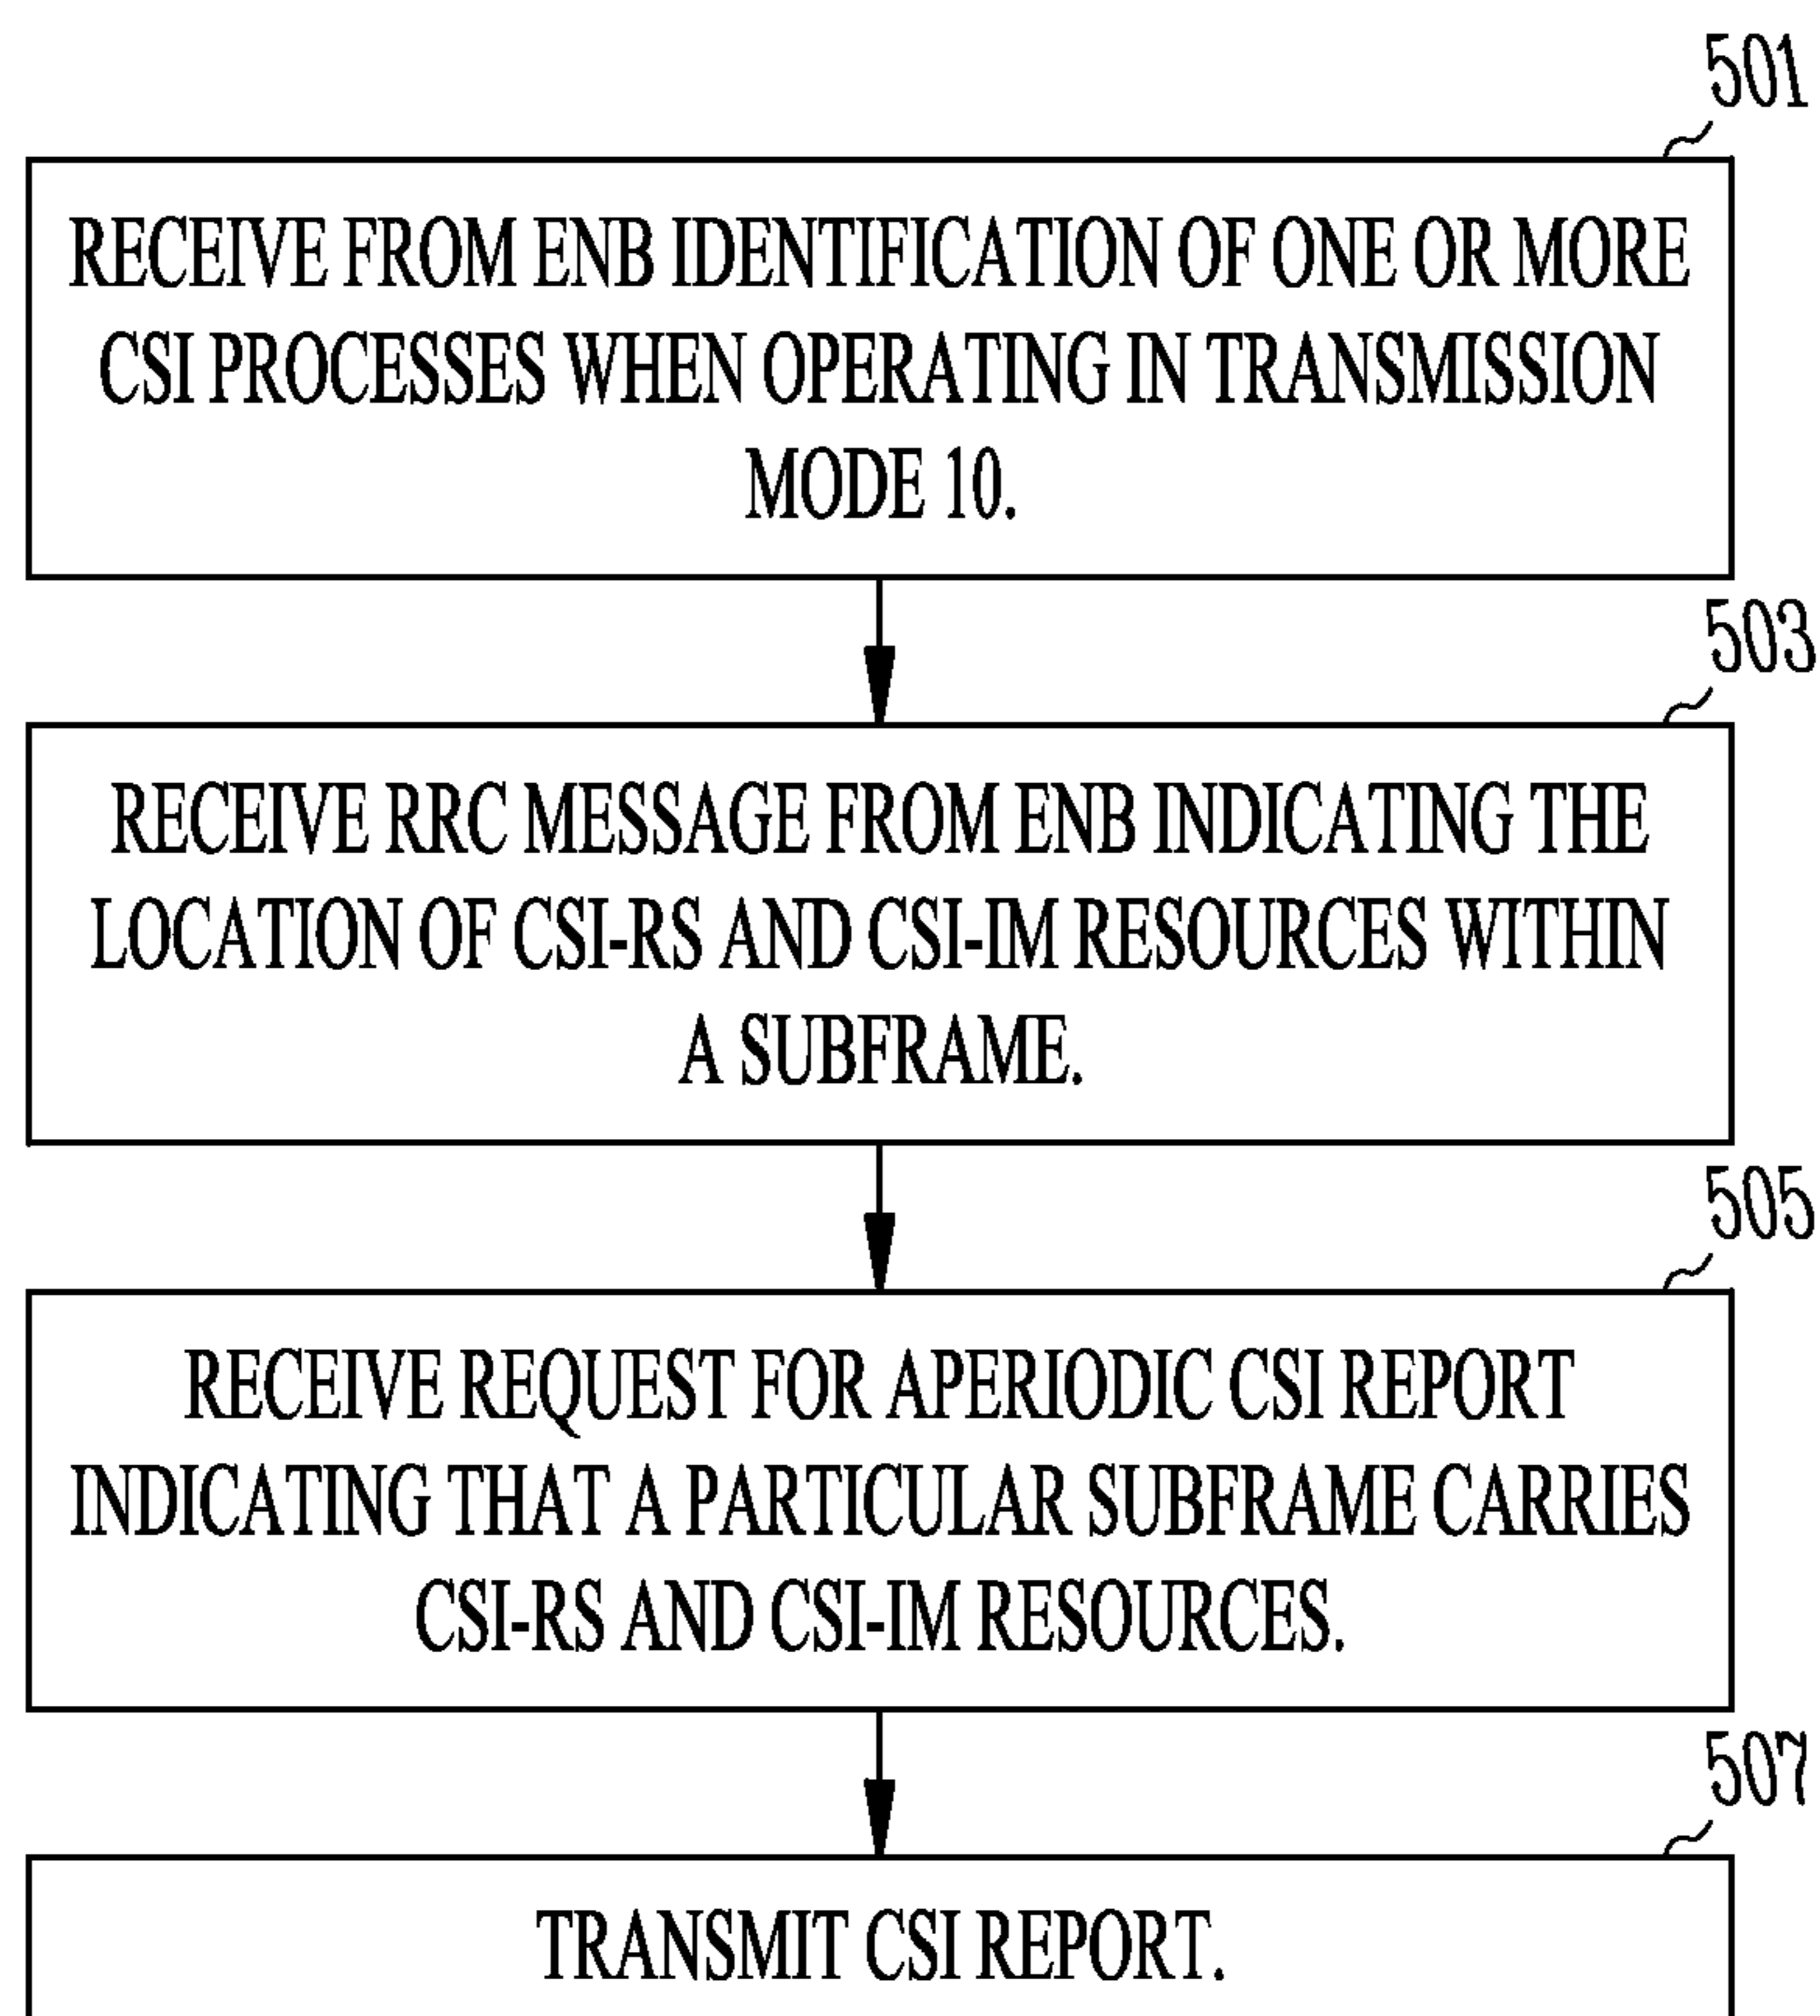 501
RECEIVE FROM ENB IDENTIFICATION OF ONE OR MORE
CSI PROCESSES WHEN OPERATING IN TRANSMISSION
MODE 10.
503
RECEIVE RRC MESSAGE FROM ENB INDICATING THE
LOCATION OF CSI-RS AND CSI-IM RESOURCES WITHIN
A SUBFRAME.
505
RECEIVE REQUEST FOR APERIODIC CSI REPORT
INDICATING THAT A PARTICULAR SUBFRAME CARRIES
CSI-RS AND CSI-IM RESOURCES.
507
TRANSMIT CSI REPORT.